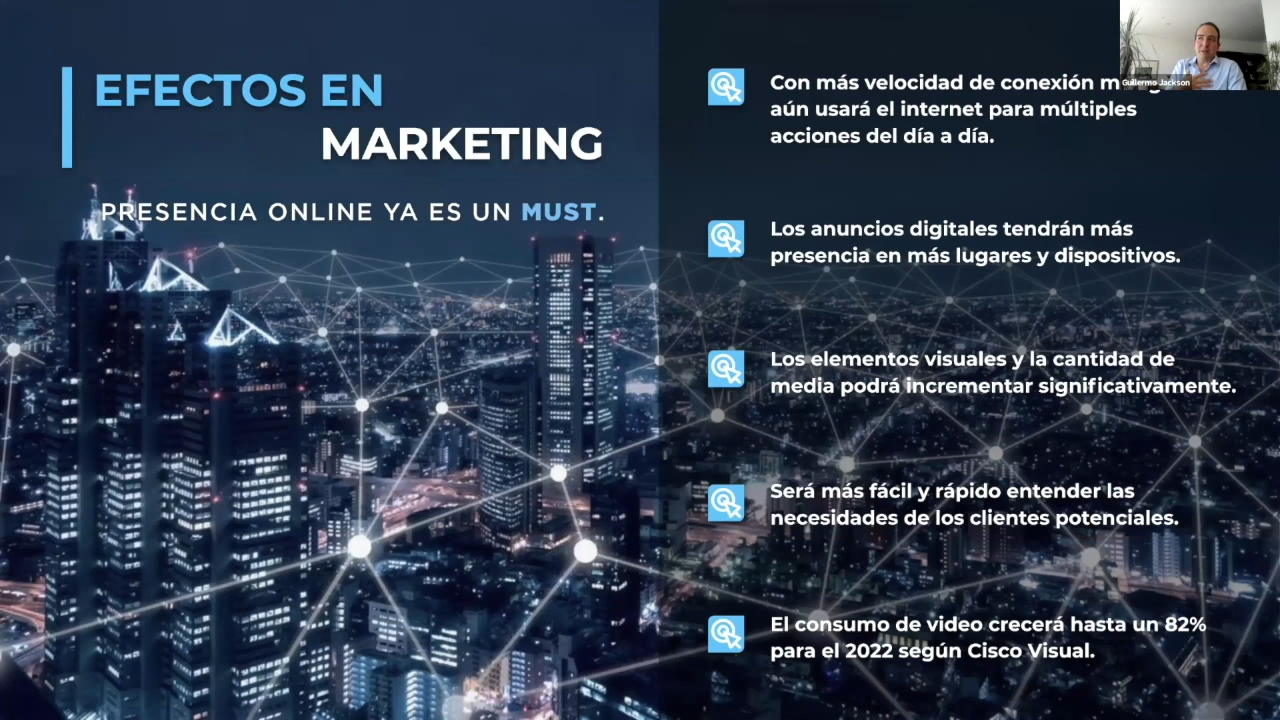 EFECTOS EN
MARKETING
PRESENCIA ONLINE YA ES UN MUST.
Con más velocidad de conexión
aún usará el internet para múltiples
acciones del día a día.
Los anuncios digitales tendrán más
presencia en más lugares y dispositivos.
Los elementos visuales y la cantidad de
media podrá incrementar significativamente.
Será más fácil y rápido entender las
necesidades de los clientes potenciales.
El consumo de video crecerá hasta un 82%
para el 2022 según Cisco Visual.
Guillermo Jackson